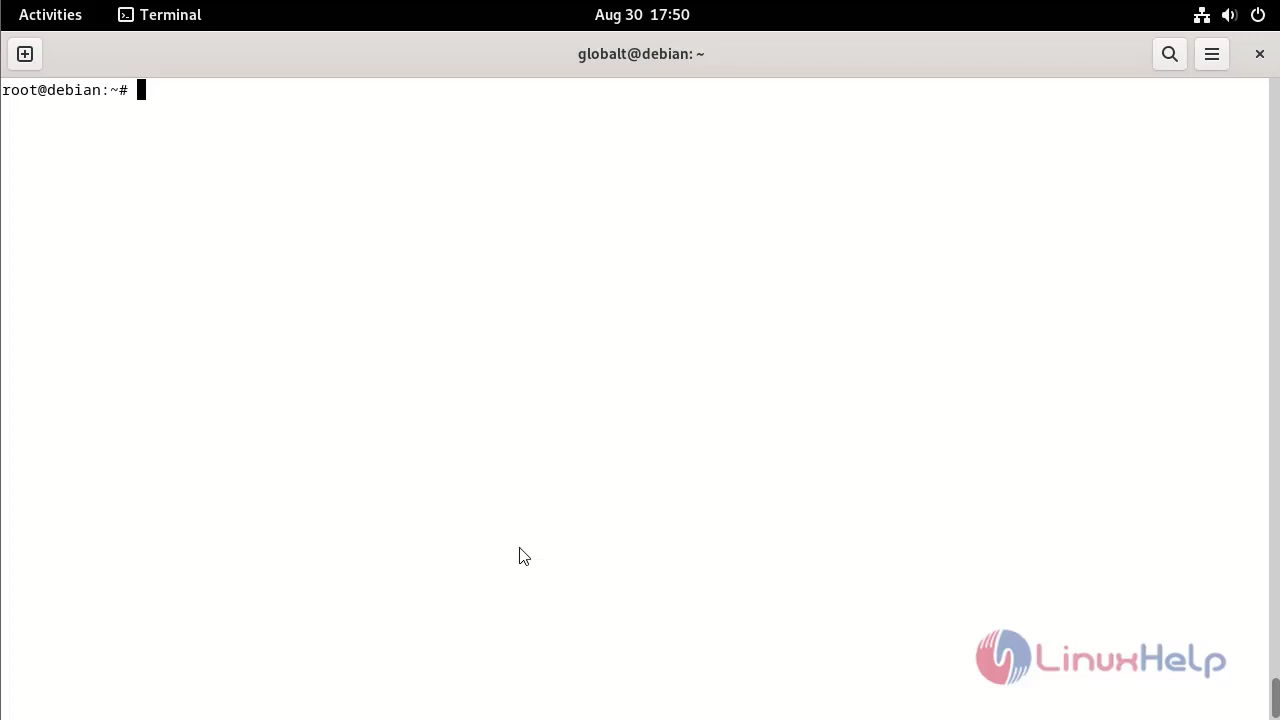 Activities Terminal Aug 30 17:50
globalt@debian: ~
root@debian:~#
LinuxHelp